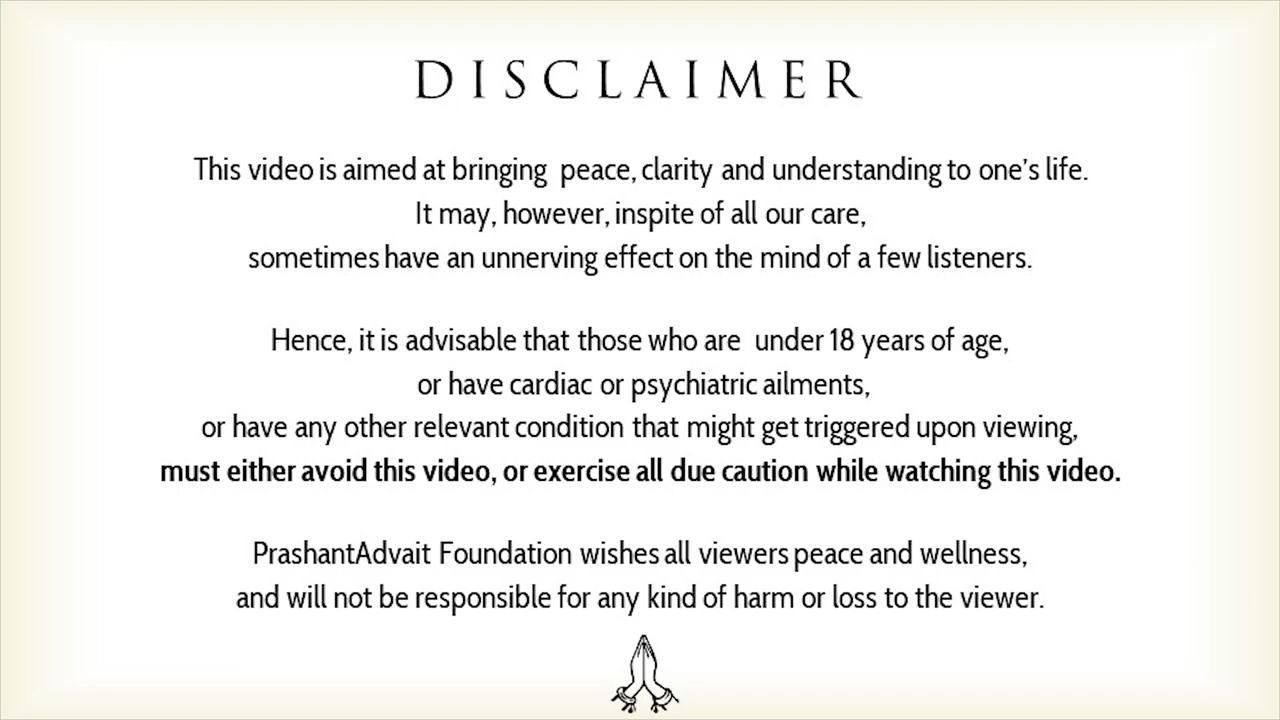 DISCLAIMER
This video is aimed at bringing peace, clarity and understanding to one's life.
It may, however, inspite of all our care,
sometimes have an unnerving effect on the mind of a few listeners.
Hence, it is advisable that those who are under 18 years of age,
or have cardiac or psychiatric ailments,
or have any other relevant condition that might get triggered upon viewing,
must either avoid this video, or exercise all due caution while watching this video.
PrashantAdvait Foundation wishes all viewers peace and wellness,
and will not be responsible for any kind of harm or loss to the viewer.